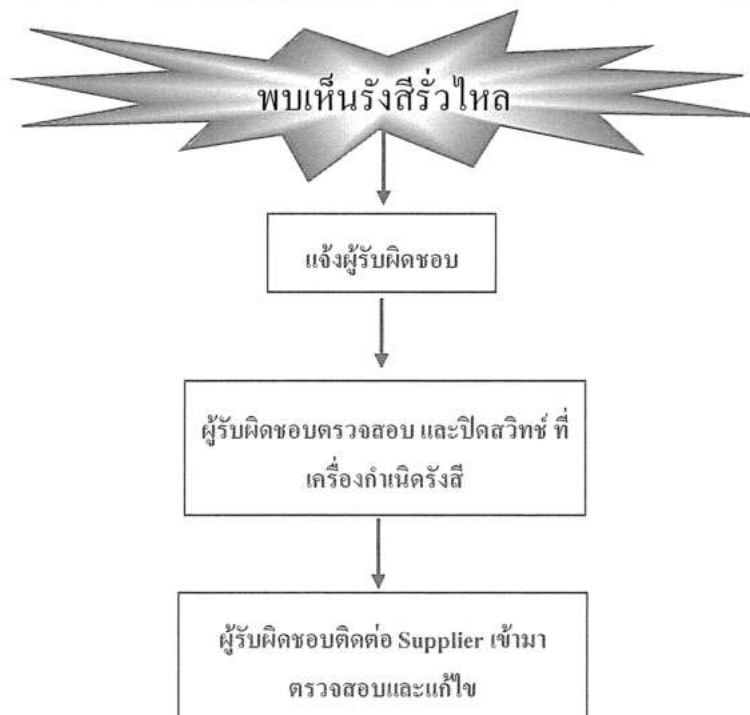 พบเห็นรังสีรั่วไหล
แจ้งผู้รับผิดชอบ
ผู้รับผิดชอบตรวจสอบ และปิดสวิทช์ ที่
เครื่องกำเนิดรังสี
ผู้รับผิดชอบติดต่อ Supplier เข้ามา
ตรวจสอบและแก้ไข